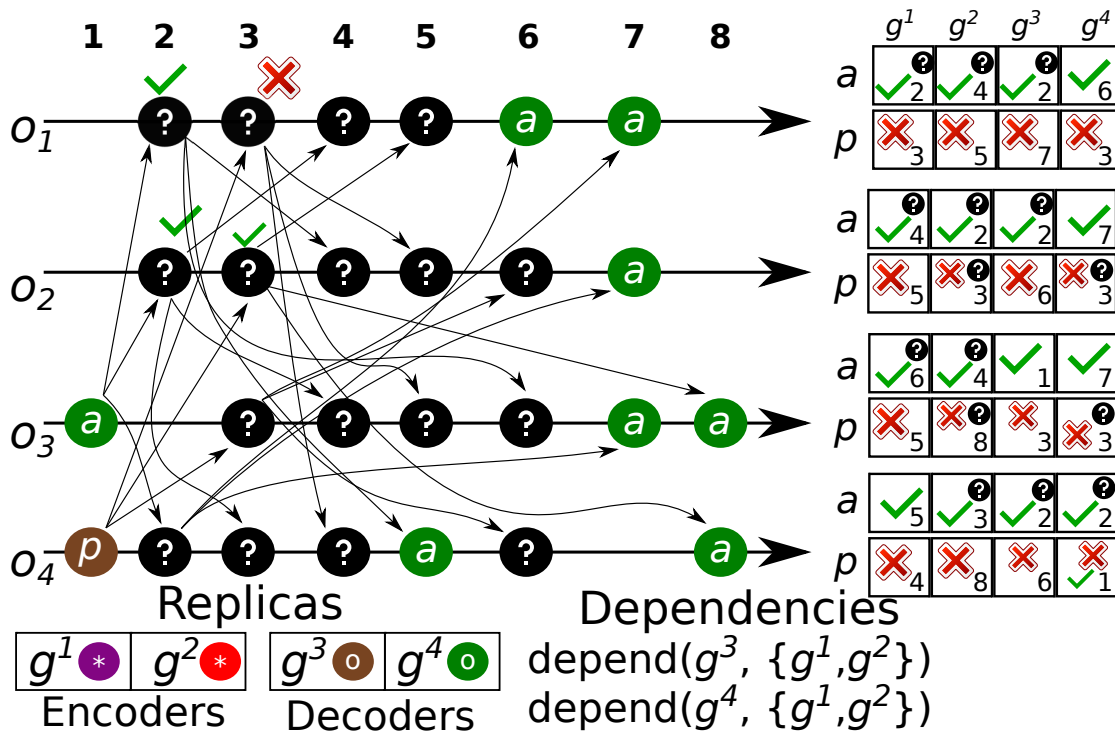 1 2 3 4 5 6 7 8
g1 g2 g3 g4
a ? 2 ? 4 ? 2 6
o1 ? ? ? ? a a
p 3 5 7 3
a ? 4 ? 2 ? 2 7
o2 ? ? ? ? ? a
p 5 ? 3 6 ? 3
a ? 6 ? 4 1 7
o3 a ? ? ? ? a a
p 5 ? 8 3 ? 3
a 5 ? 3 ? 2 ? 2
o4 p ? ? ? a ? a
p 4 8 6 1
Replicas
Dependencies
g1 * g2 * g3 o g4 o
depend(g3, {g1,g2})
Encoders Decoders
depend(g4, {g1,g2})